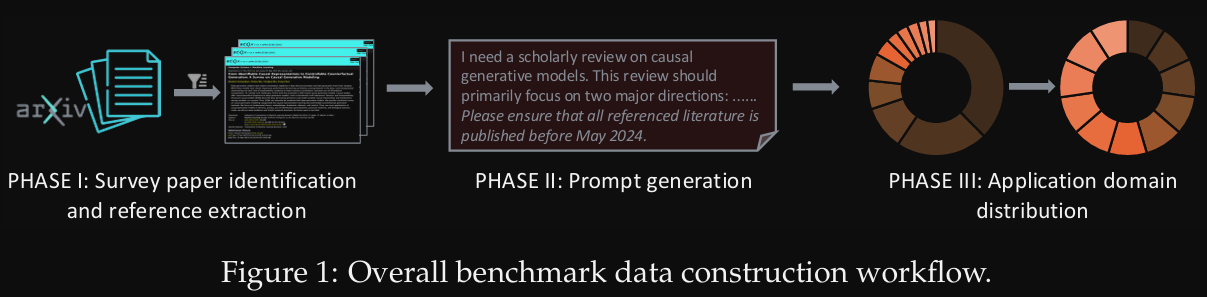 arXiv
I need a scholarly review on causal
generative models. This review should
primarily focus on two major directions: ......
Please ensure that all referenced literature is
published before May 2024.
PHASE I: Survey paper identification
and reference extraction
PHASE II: Prompt generation
PHASE III: Application domain
distribution
Figure 1: Overall benchmark data construction workflow.